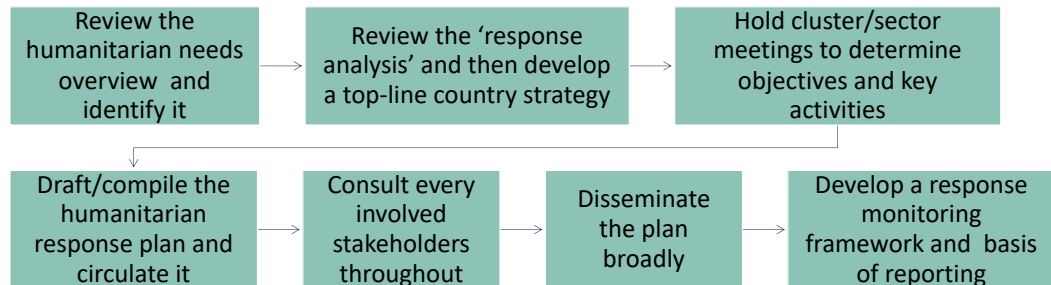 Review the
humanitarian needs
overview  and
identify it
Review the ‘response
analysis’ and then develop
a top-line country strategy
Hold cluster/sector
meetings to determine
objectives and key
activities
Draft/compile the
humanitarian
response plan and
circulate it
Consult every
involved
stakeholders
throughout
Disseminate
the plan
broadly
Develop a response
monitoring
framework and  basis
of reporting